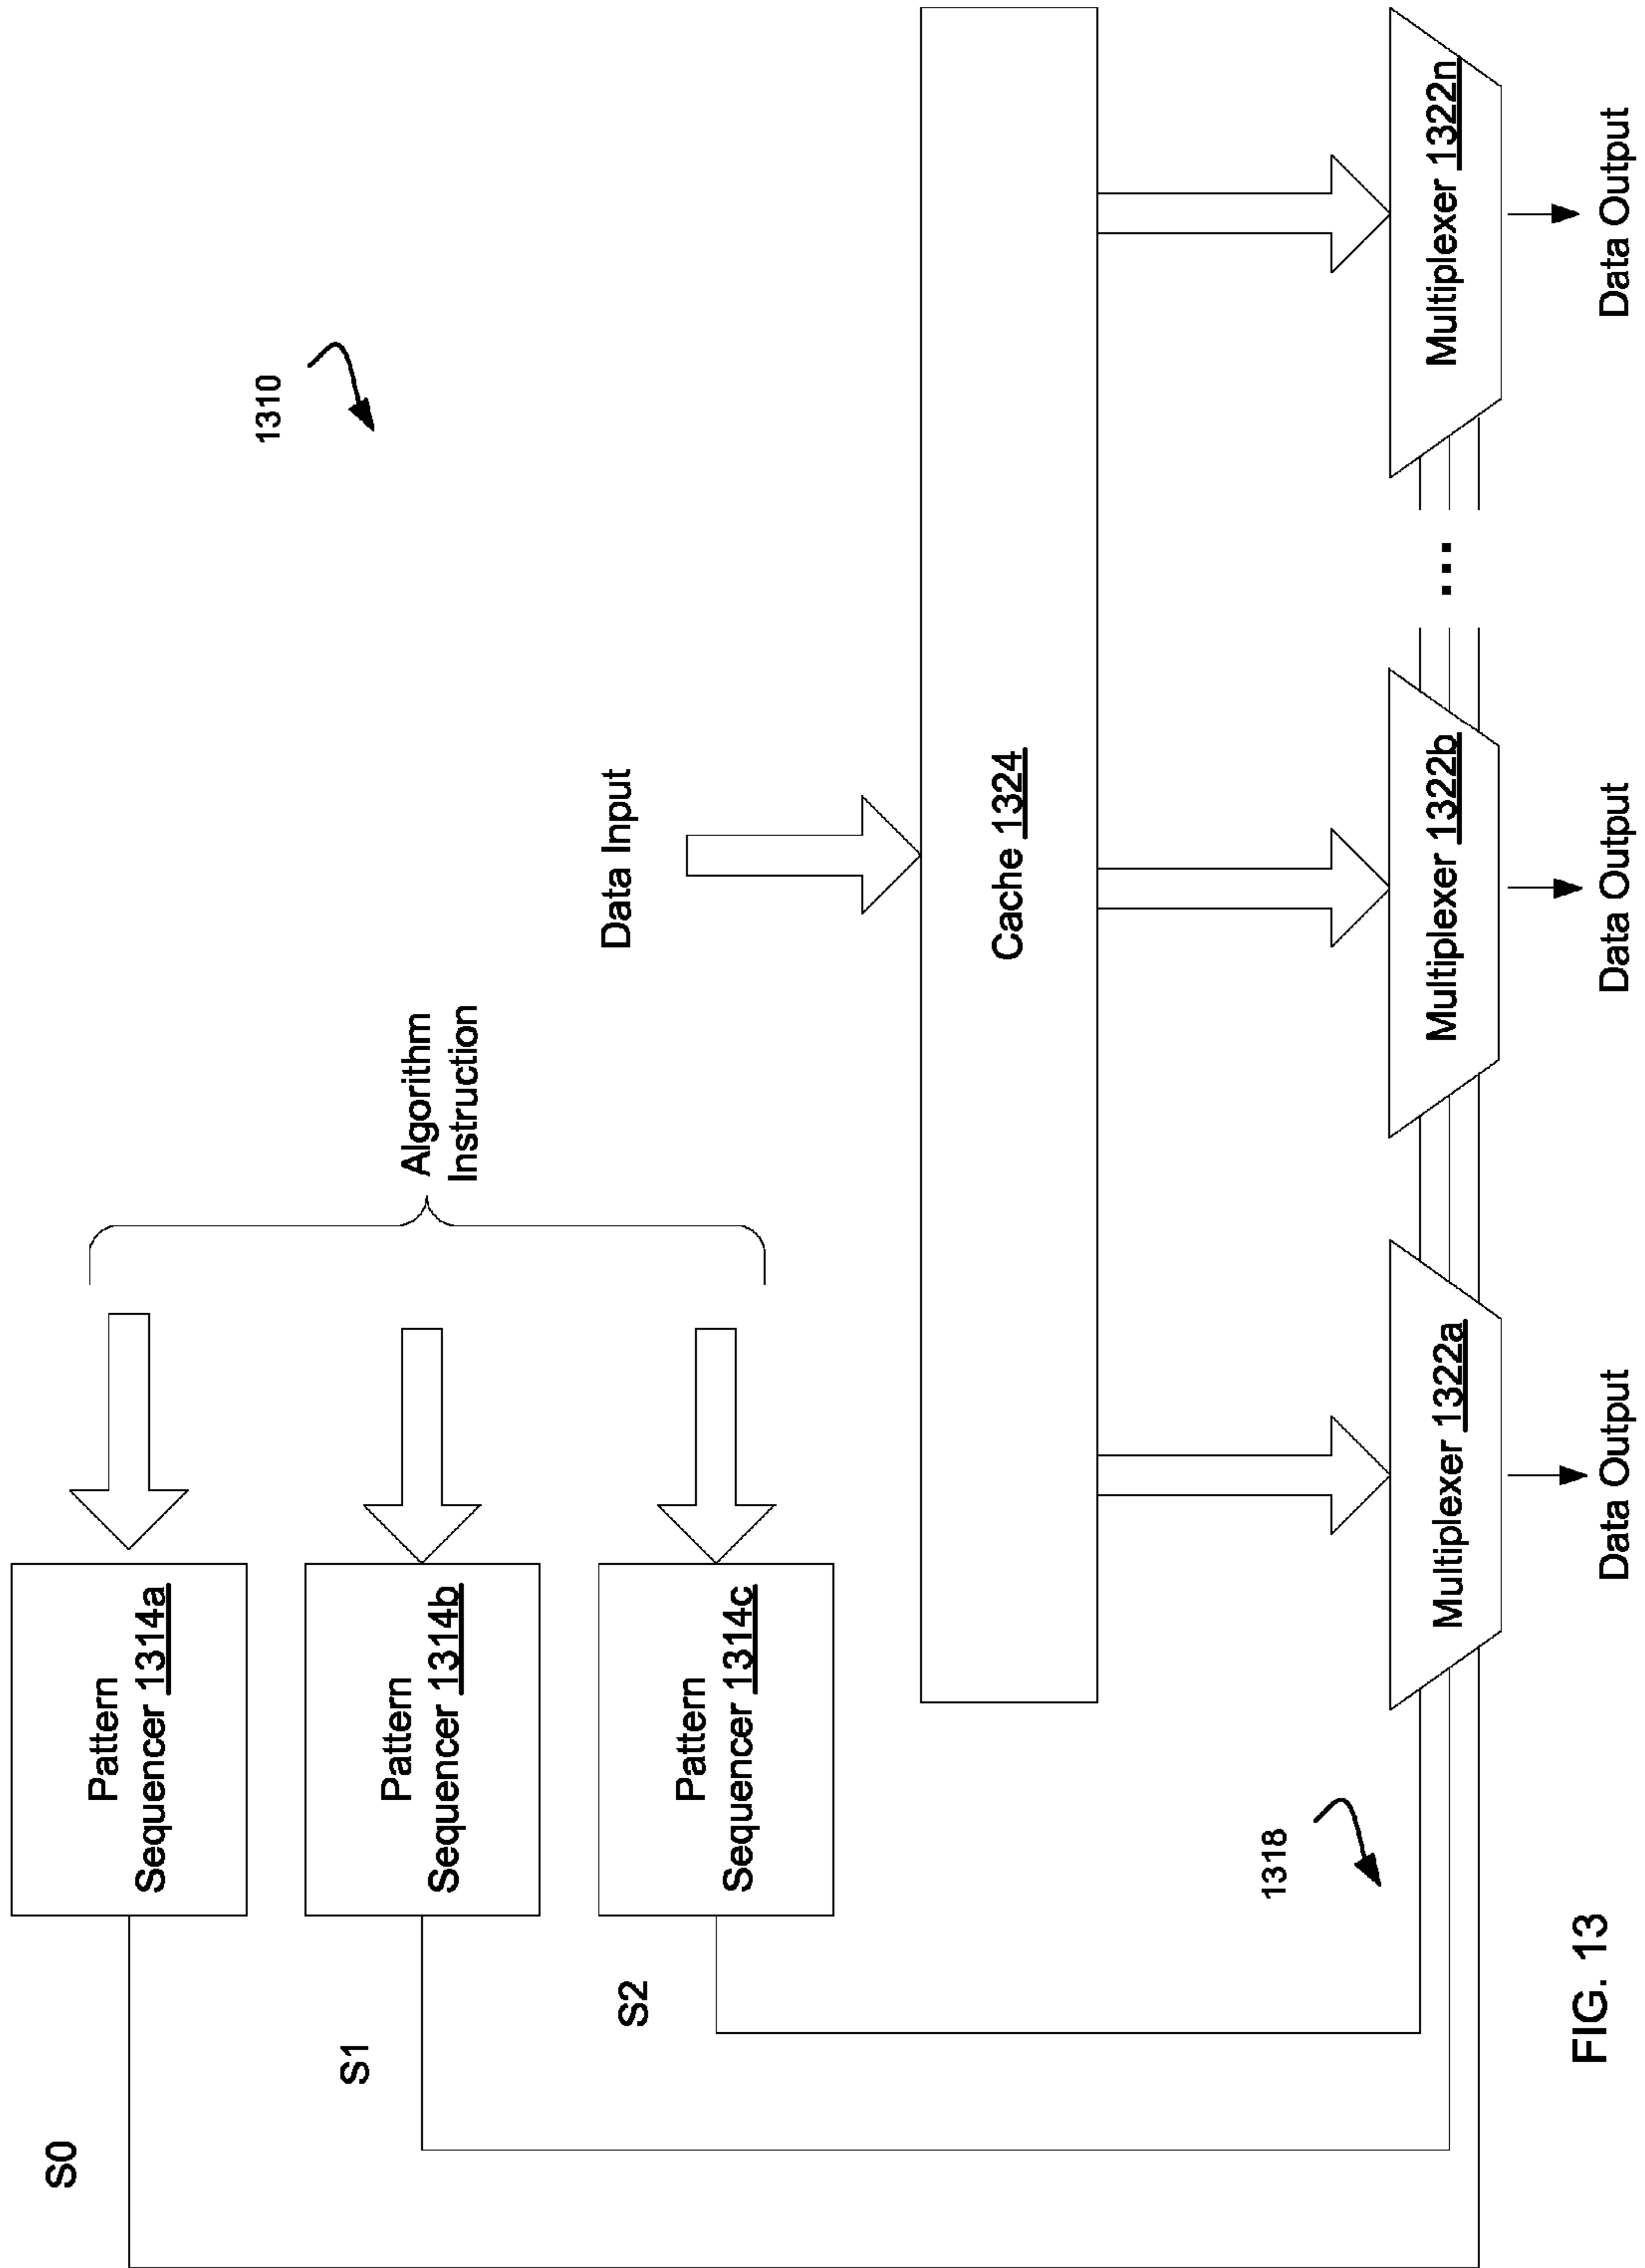 1310
S0
Pattern
Sequencer 1314a
S1
Pattern
Sequencer 1314b
S2
Pattern
Sequencer 1314c
Algorithm
Instruction
Data Input
Cache 1324
1318
Multiplexer 1322a
Multiplexer 1322b
...
Multiplexer 1322n
Data Output
Data Output
Data Output
FIG. 13